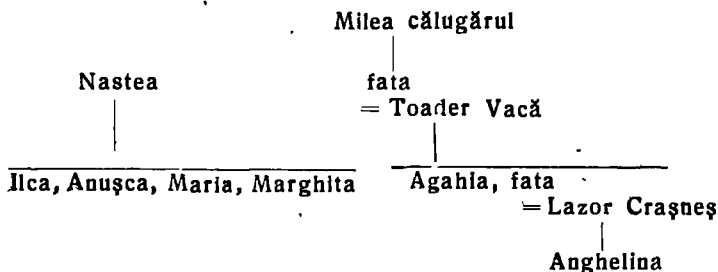 Milea călugărul
Nastea fata
= Toader Vacă
Ilca, Anuşca, Maria, Marghita Agahia, fata
= Lazor Craşneş
Anghelina